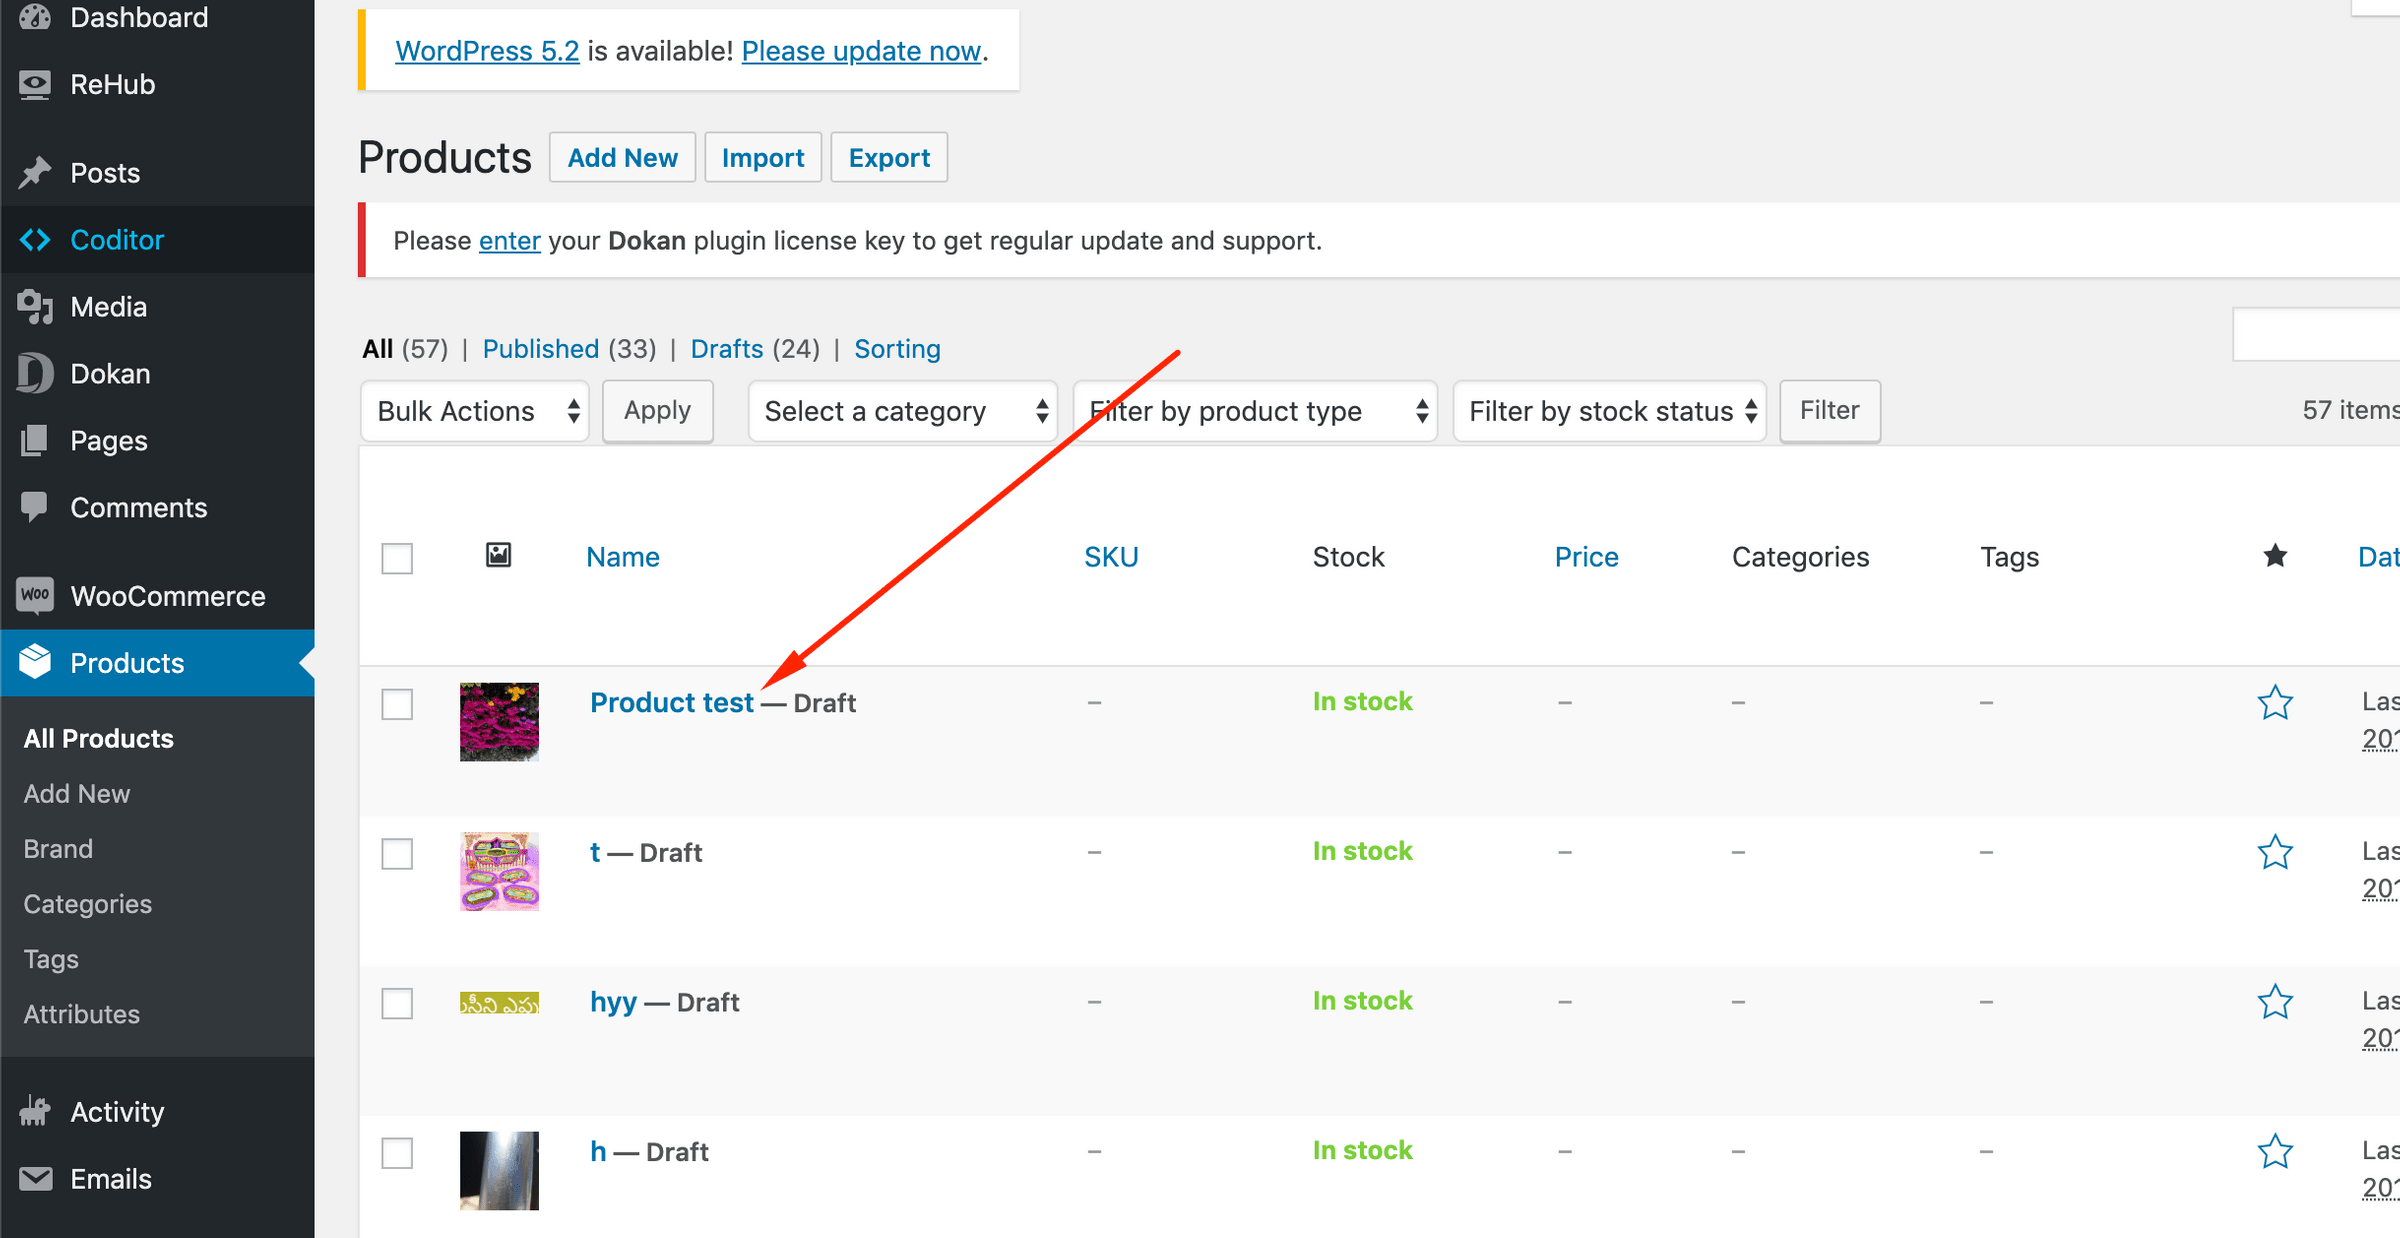 Dashboard
ReHub
Posts
Coditor
Media
Dokan
Pages
Comments
WOO WooCommerce
Products
All Products
Add New
Brand
Categories
Tags
Attributes
Activity
Emails
WordPress 5.2 is available! Please update now.
Products Add New Import Export
Please enter your Dokan plugin license key to get regular update and support.
All (57) | Published (33) | Drafts (24) | Sorting
Bulk Actions Apply Select a category Filter by product type Filter by stock status Filter 57 items
Name SKU Stock Price Categories Tags Dat
Product test — Draft – In stock – – – Las
201
t — Draft – In stock – – – Las
201
hyy — Draft – In stock – – – Las
201
h — Draft – In stock – – – Las
201